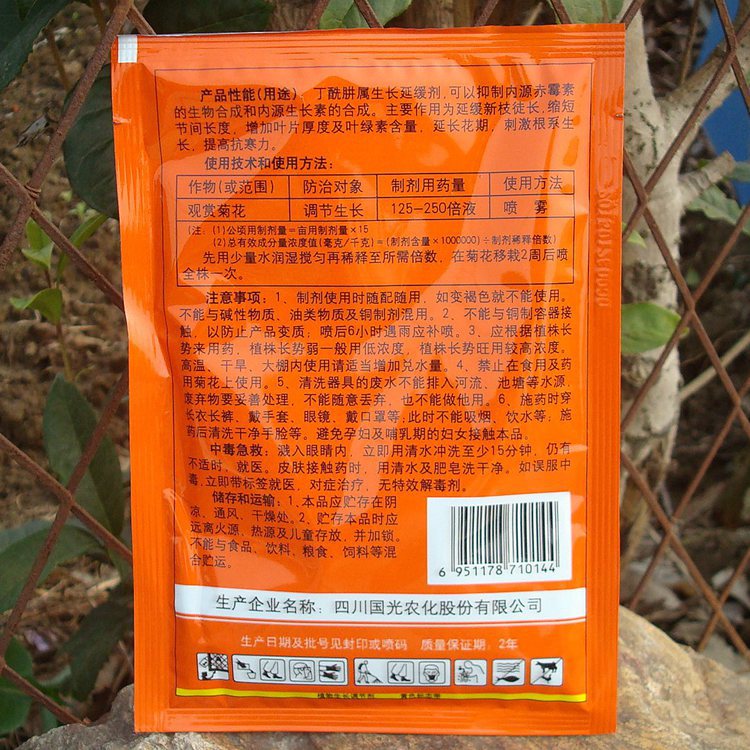 产品性能(用途):丁酰肼属生长延缓剂,可以抑制内源赤霉素
的生物合成和内源生长素的合成。主要作用为延缓新枝徒长,缩短
节间长度,增加叶片厚度及叶绿素含量,延长花期,刺激根系生
长,提高抗寒力。
使用技术和使用方法:
作物(或范围) 防治对象 制剂用药量 使用方法
观赏菊花 调节生长 125-250倍液 喷 雾
(注:(1)公顷用制剂量=亩用制剂量×15
(2)总有效成分量浓度值(毫克/千克)=(制剂含量×1000000)÷制剂稀释倍数)
先用少量水润湿搅匀再稀释至所需倍数,在菊花移栽2周后喷
全株一次。
注意事项:1、制剂使用时随配随用,如变褐色就不能使用。
不能与碱性物质、油类物质及铜制剂混用。2、不能与铜制容器接
触,以防止产品变质;喷后6小时遇雨应补喷。3、应根据植株长
势来用药,植株长势弱一般用低浓度,植株长势旺用较高浓度。
高温、干旱、大棚内使用请适当增加兑水量。4、禁止在食用及药
用菊花上使用。5、清洗器具的废水不能排入河流、池塘等水源,
废弃物要妥善处理,不能随意丢弃,也不能做他用。6、施药时穿
长衣长裤、戴手套、眼镜、戴口罩等;此时不能吸烟、饮水等;施
药后清洗干净手脸等。避免孕妇及哺乳期的妇女接触本品。
中毒急救:溅入眼睛内,立即用清水冲洗至少15分钟,仍有
不适时,就医。皮肤接触药时,用清水及肥皂洗干净。如误服中
毒,立即带标签就医,对症治疗,无特效解毒剂。
储存和运输:1、本品应贮存在阴
凉、通风、干燥处。2、贮存本品时应
远离火源、热源及儿童存放,并加锁。
不能与食品、饮料、粮食、饲料等混
合贮运。
6 951178 710144
生产企业名称:四川国光农化股份有限公司
生产日期及批号见封印或喷码 质量保证期:2年
植物生长调节剂